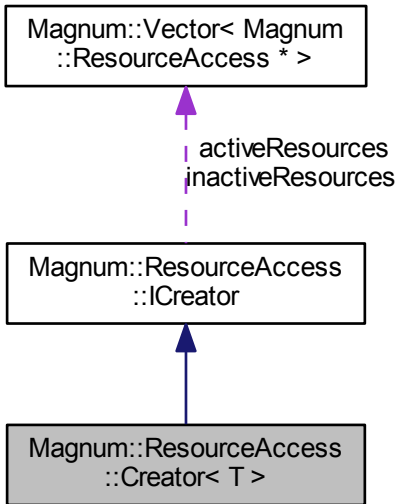 Magnum::Vector< Magnum
::ResourceAccess * >
activeResources
inactiveResources
Magnum::ResourceAccess
::ICreator
Magnum::ResourceAccess
::Creator< T >